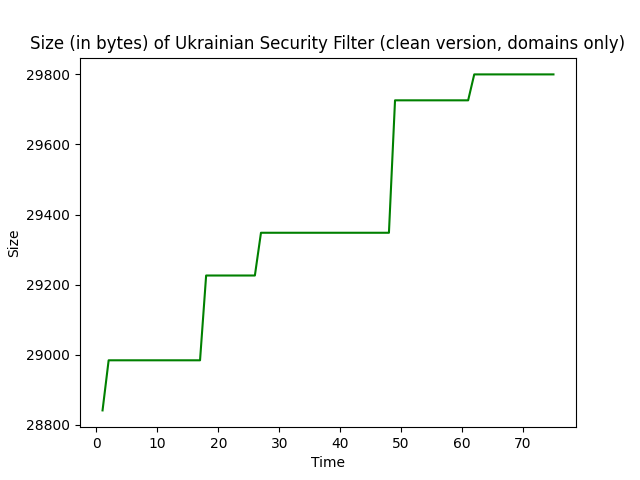 Size (in bytes) of Ukrainian Security Filter (clean version, domains only)
29800
29600
29400
29200
29000
28800
Size
0 10 20 30 40 50 60 70
Time